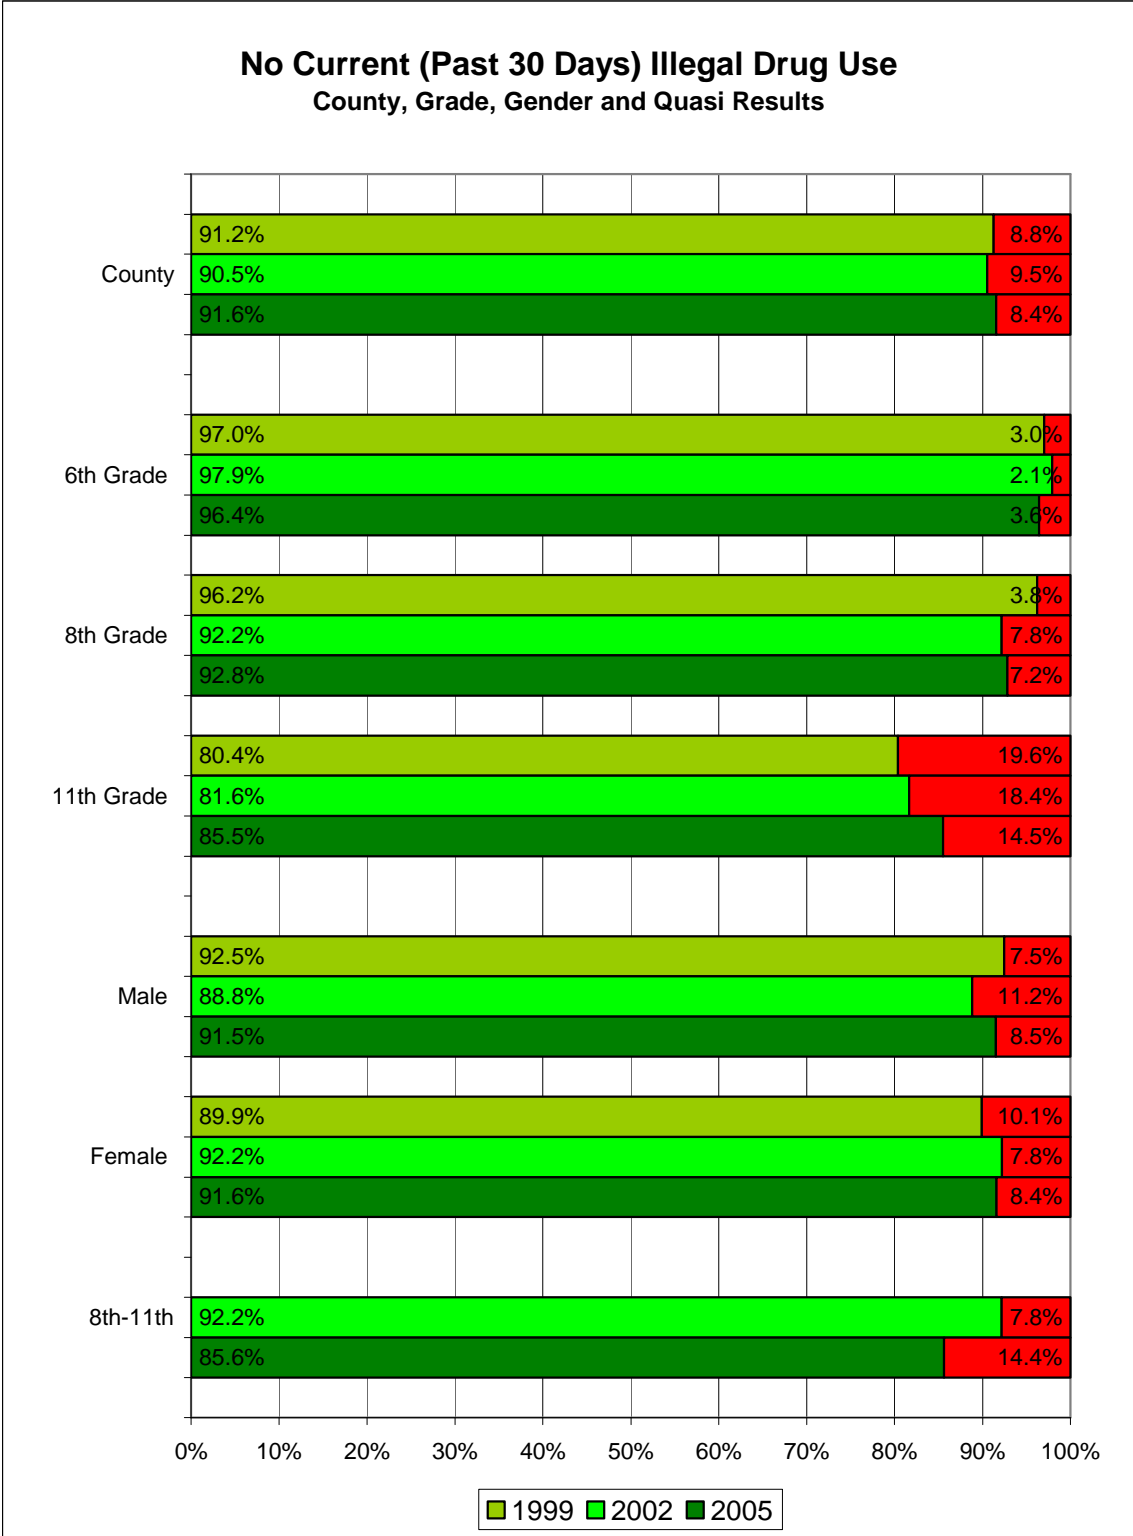 No Current (Past 30 Days) Illegal Drug Use
County, Grade, Gender and Quasi Results
91.2% 8.8%
County 90.5% 9.5%
91.6% 8.4%
97.0% 3.0%
6th Grade 97.9% 2.1%
96.4% 3.6%
96.2% 3.8%
8th Grade 92.2% 7.8%
92.8% 7.2%
80.4% 19.6%
11th Grade 81.6% 18.4%
85.5% 14.5%
92.5% 7.5%
Male 88.8% 11.2%
91.5% 8.5%
89.9% 10.1%
Female 92.2% 7.8%
91.6% 8.4%
8th-11th 92.2% 7.8%
85.6% 14.4%
0% 10% 20% 30% 40% 50% 60% 70% 80% 90% 100%
1999 2002 2005